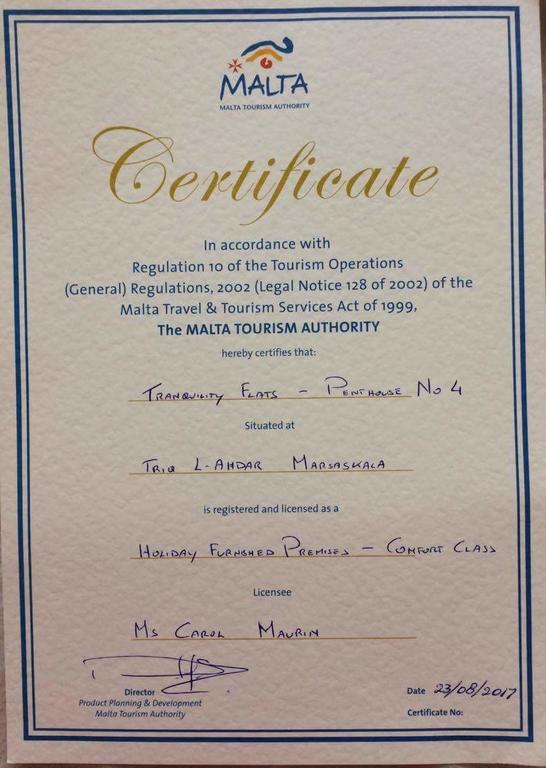 MALTA
MALTA TOURISM AUTHORITY
Certificate
In accordance with
Regulation 10 of the Tourism Operations
(General) Regulations, 2002 (Legal Notice 128 of 2002) of the
Malta Travel & Tourism Services Act of 1999,
The MALTA TOURISM AUTHORITY
hereby certifies that:
TRANQUILITY FLATS - PENTHOUSE No 4
Situated at
TRIQ L-AHDAR MARSASKALA
is registered and licensed as a
HOLIDAY FURNISHED PREMISES - COMFORT CLASS
Licensee
MS CAROL MAURIN
Director
Product Planning & Development
Malta Tourism Authority
Date 23/08/2017
Certificate No: